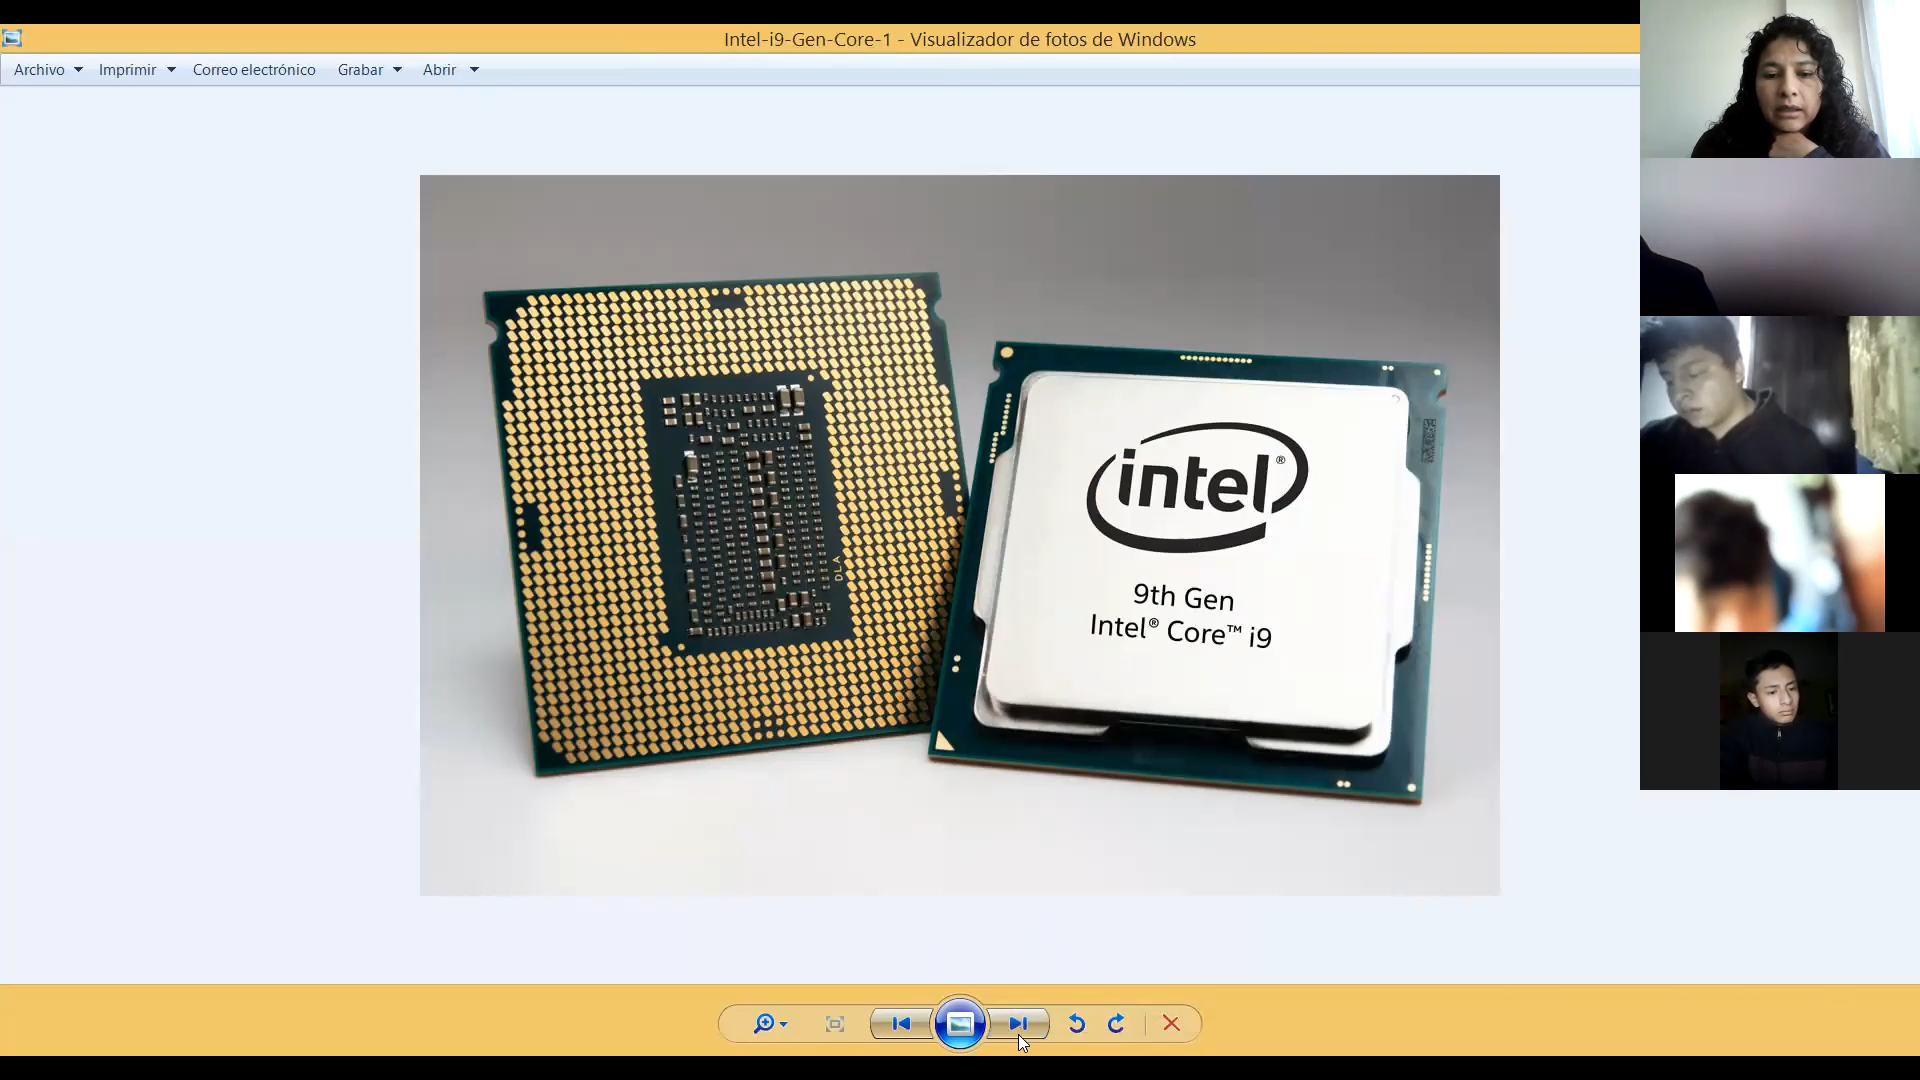 Intel-i9-Gen-Core-1 - Visualizador de fotos de Windows
Archivo Imprimir Correo electrónico Grabar Abrir
intel®
9th Gen
Intel® Core™ i9
DLA